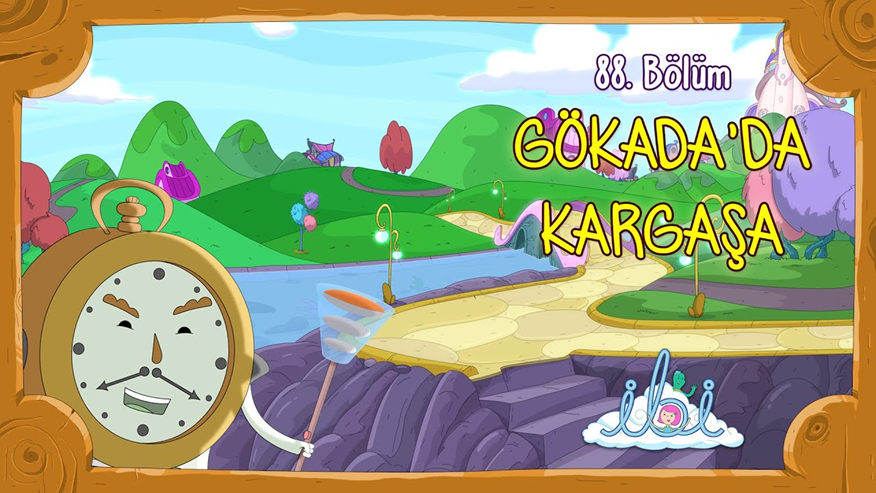 88. Bölüm
GÖKADA'DA
KARGAŞA
ibi